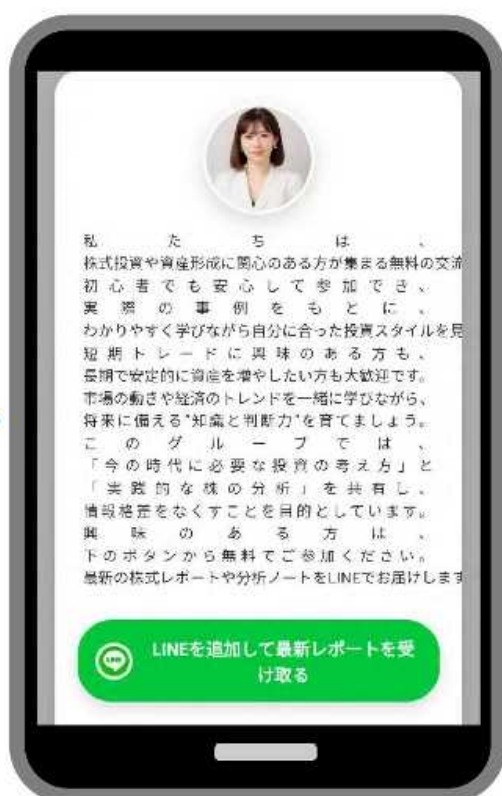 私たちは、
株式投資や資産形成に関心のある方が集まる無料の交流
初心者でも安心して参加でき、
実際の事例をもとに、
わかりやすく学びながら自分に合った投資スタイルを見
短期トレードに興味のある方も、
長期で安定的に資産を増やしたい方も大歓迎です。
市場の動きや経済のトレンドを一緒に学びながら、
将来に備える"知識と判断力"を育てましょう。
このグループでは、
「今の時代に必要な投資の考え方」と
「実践的な株の分析」を共有し、
情報格差をなくすことを目的としています。
興味のある方は、
下のボタンから無料でご参加ください。
最新の株式レポートや分析ノートをLINEでお届けします
LINE
LINEを追加して最新レポートを受
け取る